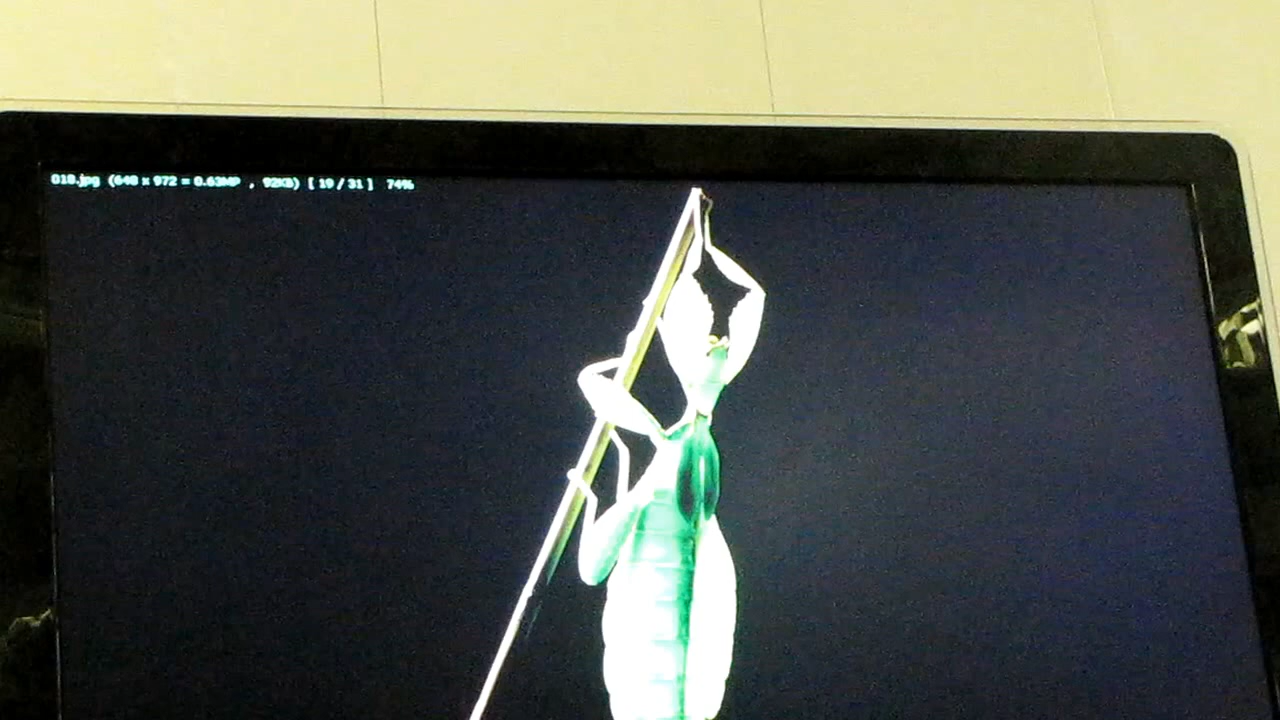 018.jpg (648 x 972 = 0.63MP , 92KB) [ 19 / 31 ] 74%